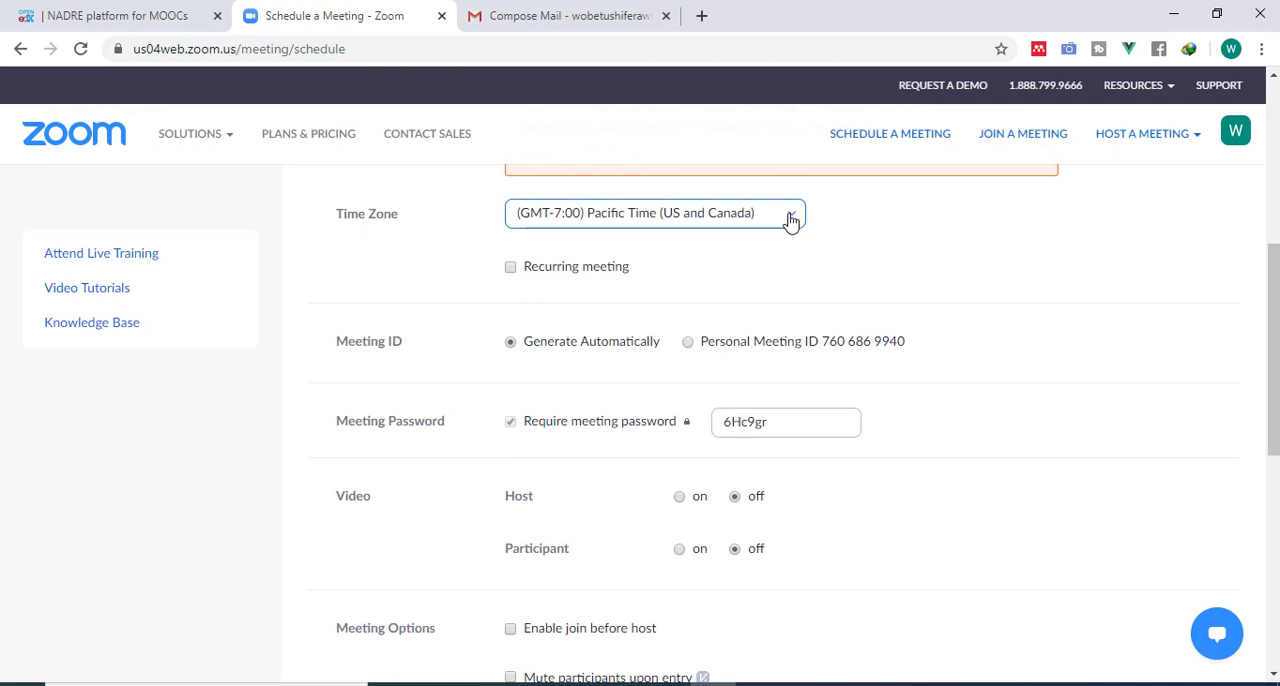 | NADRE platform for MOOCs
Schedule a Meeting - Zoom
Compose Mail - wobetushiferaw
us04web.zoom.us/meeting/schedule
REQUEST A DEMO 1.888.799.9666 RESOURCES SUPPORT
zoom SOLUTIONS PLANS & PRICING CONTACT SALES SCHEDULE A MEETING JOIN A MEETING HOST A MEETING W
Time Zone (GMT-7:00) Pacific Time (US and Canada)
Attend Live Training
Recurring meeting
Video Tutorials
Knowledge Base
Meeting ID Generate Automatically Personal Meeting ID 760 686 9940
Meeting Password Require meeting password 6Hc9gr
Video Host on off
Participant on off
Meeting Options Enable join before host
Mute participants upon entry